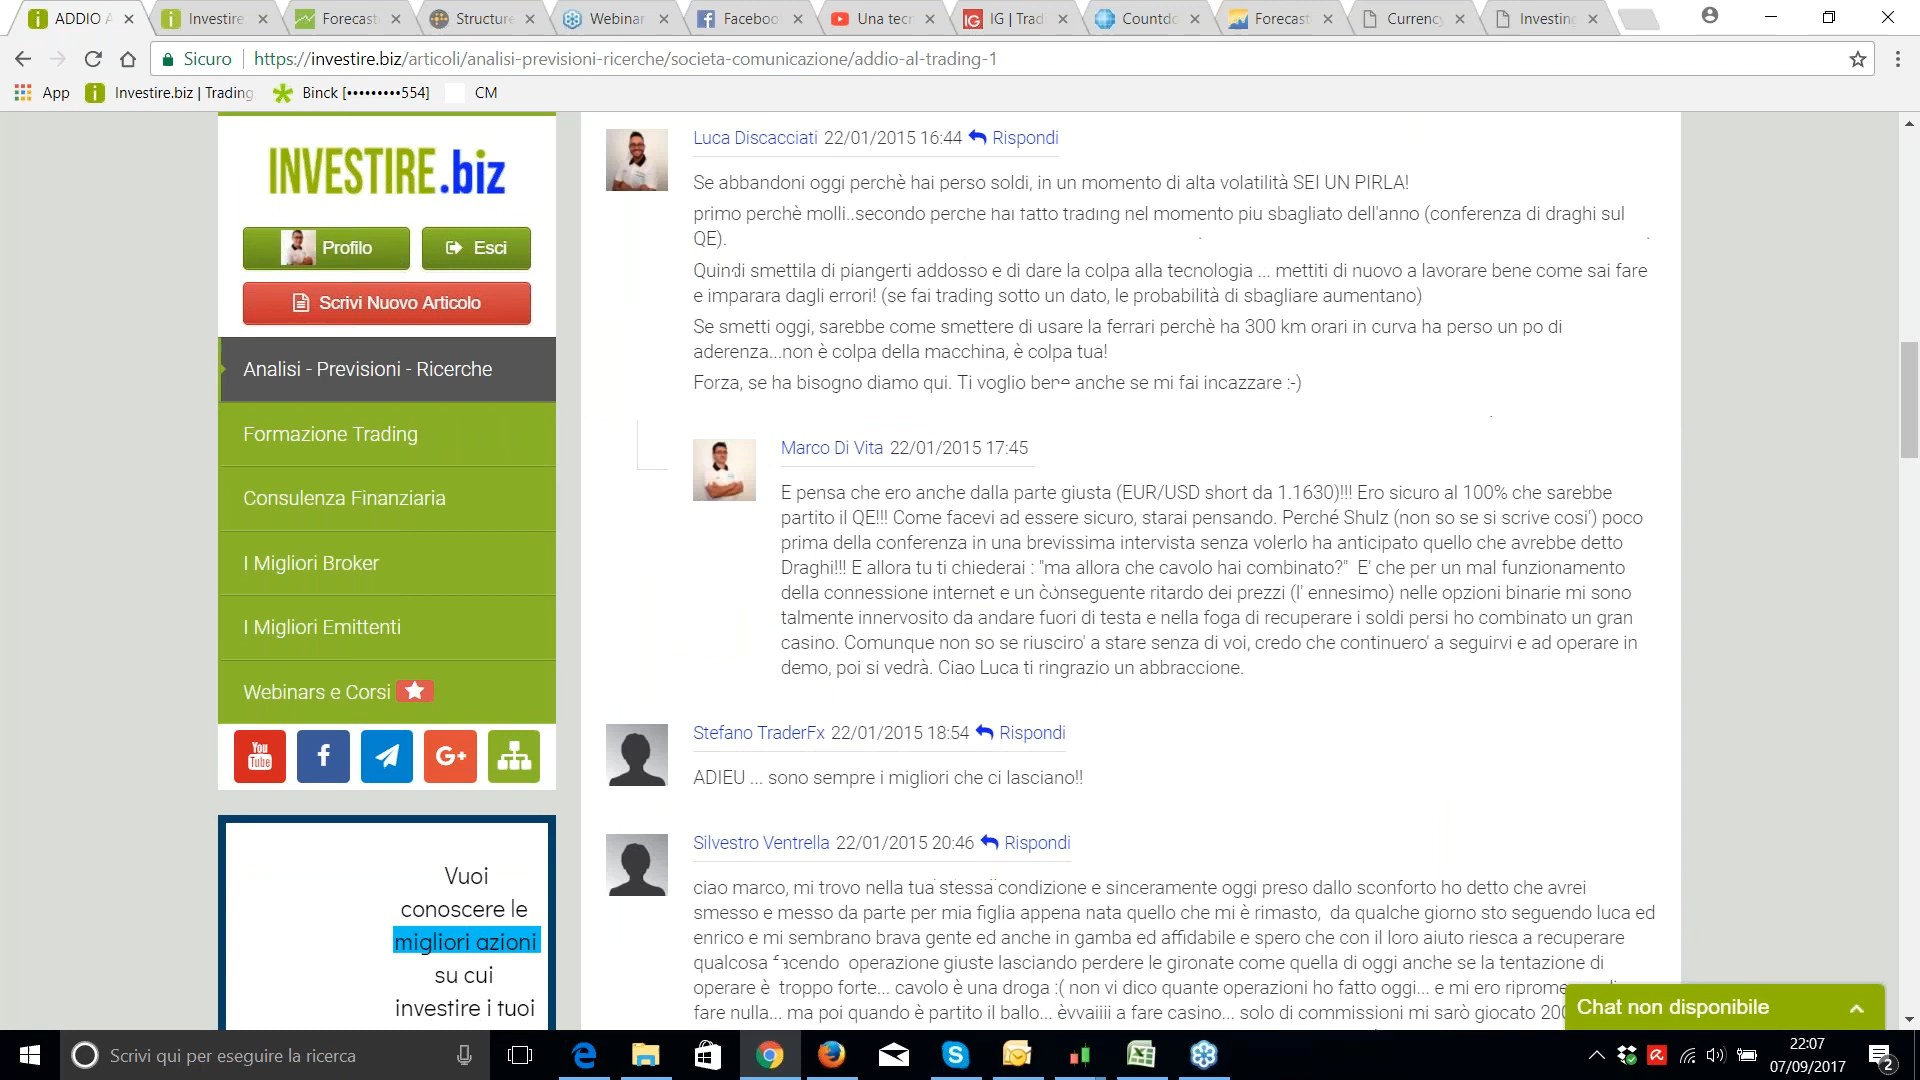 ADDIO A
Investire
Forecast
Structure
Webinar
Faceboo
Una tecn
IG | Trad
Countdo
Forecast
Currency
Investing
Sicuro
https://investire.biz/articoli/analisi-previsioni-ricerche/societa-comunicazione/addio-al-trading-1
App
Investire.biz | Trading
Binck [•••••••••554]
CM
INVESTIRE.biz
Profilo
Esci
Scrivi Nuovo Articolo
Analisi - Previsioni - Ricerche
Formazione Trading
Consulenza Finanziaria
I Migliori Broker
I Migliori Emittenti
Webinars e Corsi
You Tube
G+
Vuoi
conoscere le
migliori azioni
su cui
investire i tuoi
Luca Discacciati 22/01/2015 16:44 Rispondi
Se abbandoni oggi perchè hai perso soldi, in un momento di alta volatilità SEI UN PIRLA!
primo perchè molli..secondo perche hai fatto trading nel momento piu sbagliato dell'anno (conferenza di draghi sul
QE).
Quindi smettila di piangerti addosso e di dare la colpa alla tecnologia ... mettiti di nuovo a lavorare bene come sai fare
e imparara dagli errori! (se fai trading sotto un dato, le probabilità di sbagliare aumentano)
Se smetti oggi, sarebbe come smettere di usare la ferrari perchè ha 300 km orari in curva ha perso un po di
aderenza...non è colpa della macchina, è colpa tua!
Forza, se ha bisogno diamo qui. Ti voglio bene anche se mi fai incazzare :-)
Marco Di Vita 22/01/2015 17:45
E pensa che ero anche dalla parte giusta (EUR/USD short da 1.1630)!!! Ero sicuro al 100% che sarebbe
partito il QE!!! Come facevi ad essere sicuro, starai pensando. Perché Shulz (non so se si scrive cosi') poco
prima della conferenza in una brevissima intervista senza volerlo ha anticipato quello che avrebbe detto
Draghi!!! E allora tu ti chiederai : "ma allora che cavolo hai combinato?"  E' che per un mal funzionamento
della connessione internet e un conseguente ritardo dei prezzi (l' ennesimo) nelle opzioni binarie mi sono
talmente innervosito da andare fuori di testa e nella foga di recuperare i soldi persi ho combinato un gran
casino. Comunque non so se riusciro' a stare senza di voi, credo che continuero' a seguirvi e ad operare in
demo, poi si vedrà. Ciao Luca ti ringrazio un abbraccione.
Stefano TraderFx 22/01/2015 18:54 Rispondi
ADIEU ... sono sempre i migliori che ci lasciano!!
Silvestro Ventrella 22/01/2015 20:46 Rispondi
ciao marco, mi trovo nella tua stessa condizione e sinceramente oggi preso dallo sconforto ho detto che avrei
smesso e messo da parte per mia figlia appena nata quello che mi è rimasto,  da qualche giorno sto seguendo luca ed
enrico e mi sembrano brava gente ed anche in gamba ed affidabile e spero che con il loro aiuto riesca a recuperare
qualcosa facendo  operazione giuste lasciando perdere le gironate come quella di oggi anche se la tentazione di
operare è  troppo forte... cavolo è una droga :( non vi dico quante operazioni ho fatto oggi... e mi ero
fare nulla... ma poi quando è partito il ballo... èvvaiiii a fare casino... solo di commissioni mi sarò giocato
Chat non disponibile
Scrivi qui per eseguire la ricerca
22:07
07/09/2017
2